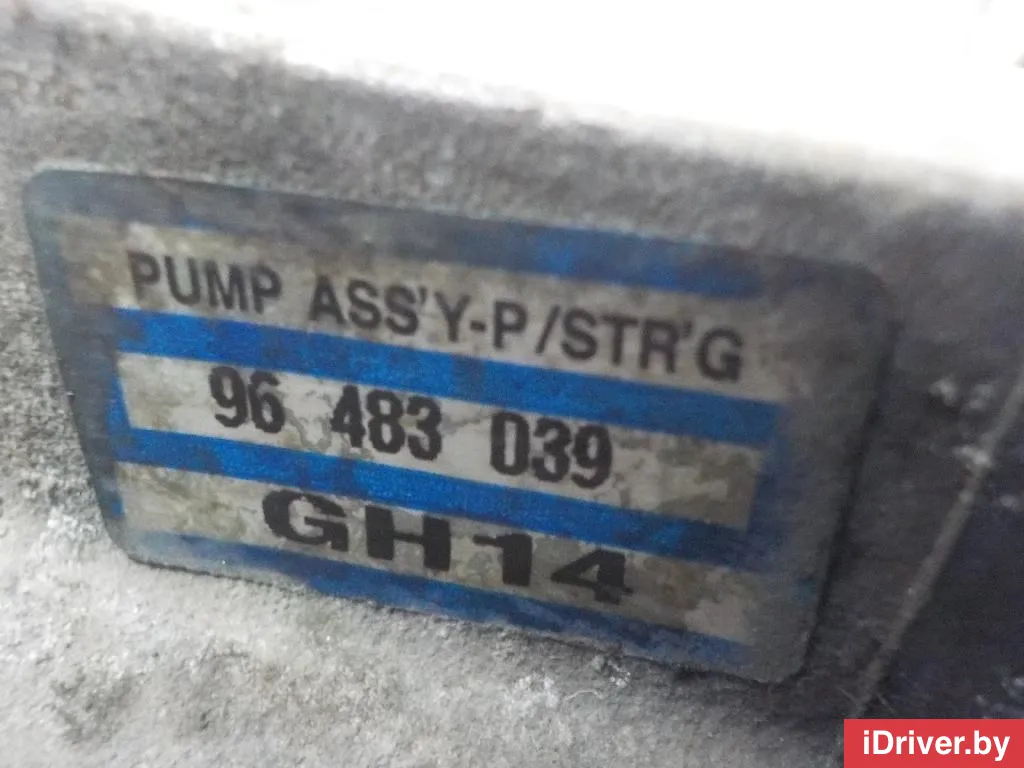 PUMP ASS'Y-P/STR'G
96 483 039
GH14
iDriver.by